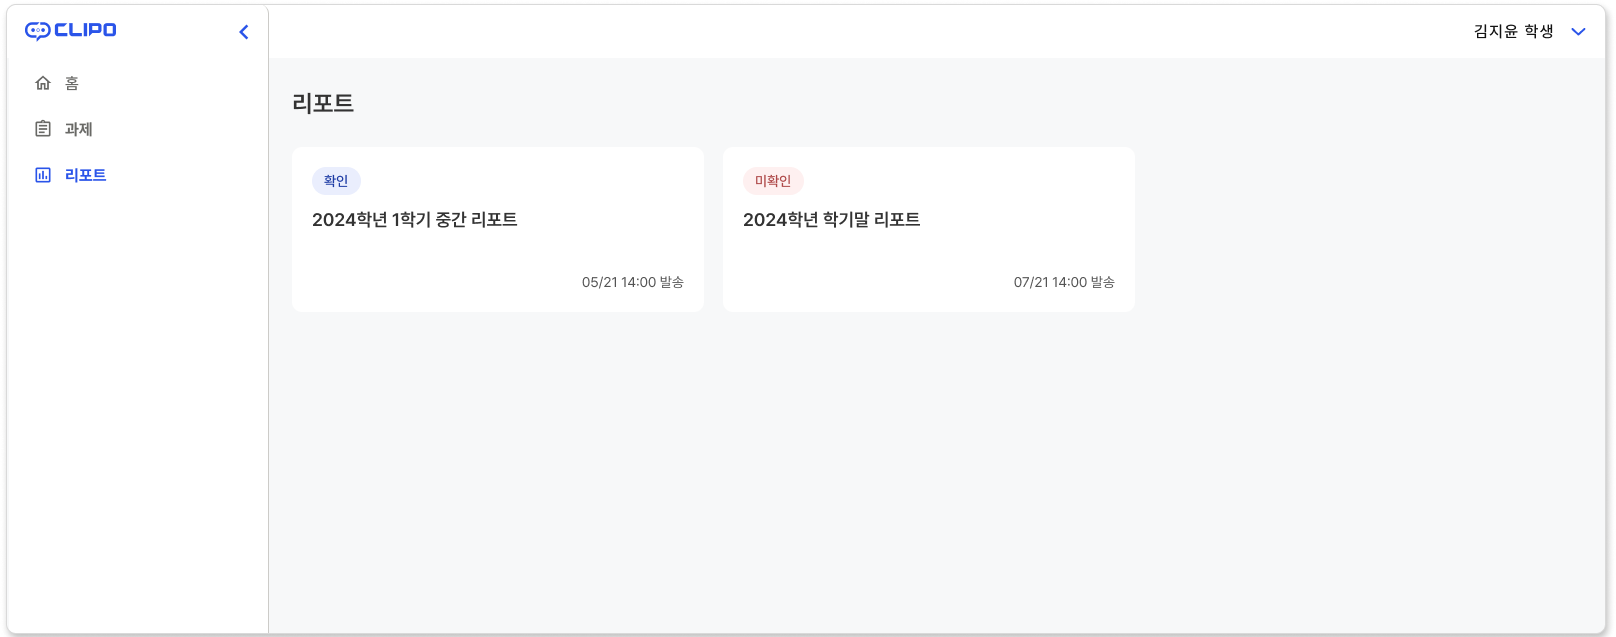 CLIPO
김지윤 학생
홈
과제
리포트
리포트
확인
2024학년 1학기 중간 리포트
05/21 14:00 발송
미확인
2024학년 학기말 리포트
07/21 14:00 발송